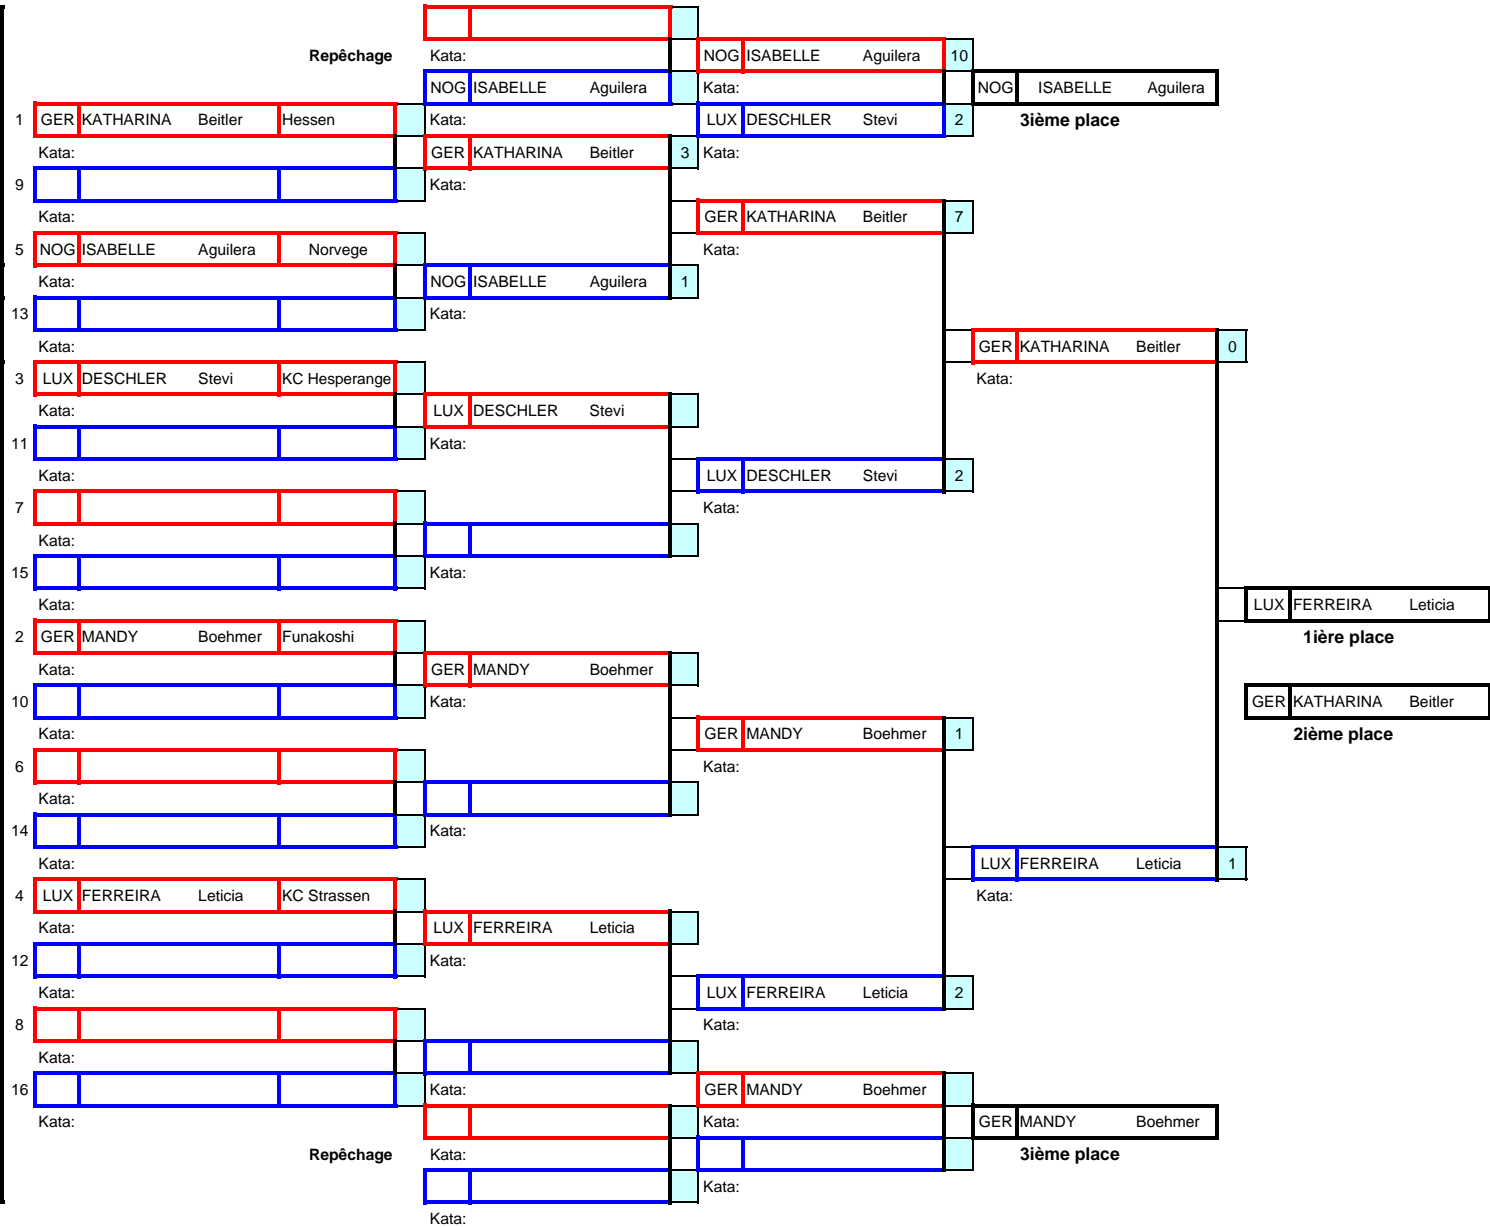 Repêchage Kata: NOG ISABELLE Aguilera 10
NOG ISABELLE Aguilera Kata: NOG ISABELLE Aguilera
1 GER KATHARINA Beitler Hessen Kata: LUX DESCHLER Stevi 2 3ième place
Kata: GER KATHARINA Beitler 3 Kata:
9 Kata:
Kata: GER KATHARINA Beitler 7
5 NOG ISABELLE Aguilera Norvege Kata:
Kata: NOG ISABELLE Aguilera 1
13 Kata:
Kata: GER KATHARINA Beitler 0
3 LUX DESCHLER Stevi KC Hesperange Kata:
Kata: LUX DESCHLER Stevi
11 Kata:
Kata: LUX DESCHLER Stevi 2
7 Kata:
Kata:
15 Kata:
Kata: LUX FERREIRA Leticia
2 GER MANDY Boehmer Funakoshi 1ière place
Kata: GER MANDY Boehmer
10 Kata: GER KATHARINA Beitler
Kata: GER MANDY Boehmer 1 2ième place
6 Kata:
Kata:
14 Kata:
Kata: LUX FERREIRA Leticia 1
4 LUX FERREIRA Leticia KC Strassen Kata:
Kata: LUX FERREIRA Leticia
12 Kata:
Kata: LUX FERREIRA Leticia 2
8 Kata:
Kata:
16 Kata: GER MANDY Boehmer
Kata: Kata: GER MANDY Boehmer
Repêchage Kata: 3ième place
Kata:
Kata: